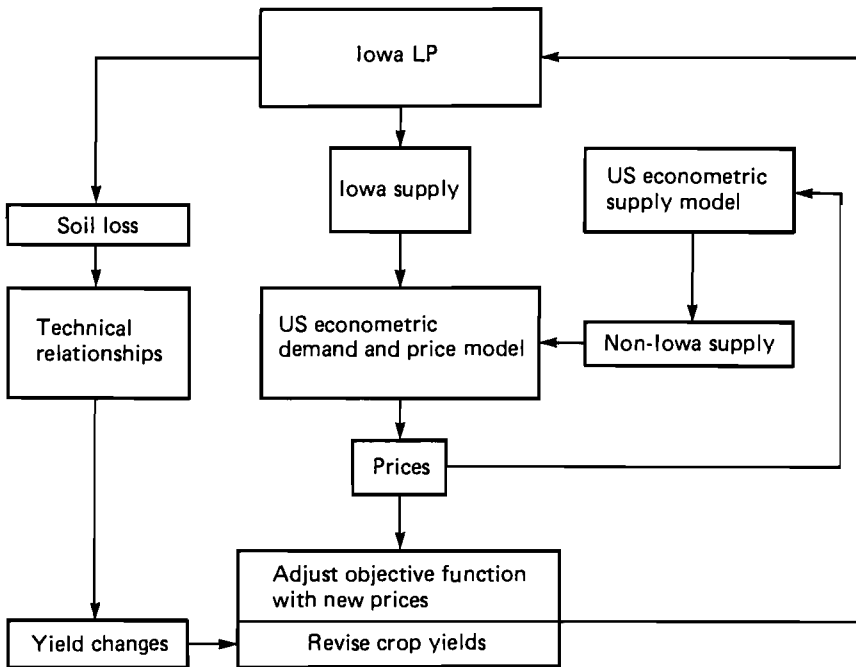 Iowa LP
Iowa supply
US econometric
supply model
Soil loss
Technical
relationships
US econometric
demand and price model
Non-Iowa supply
Prices
Adjust objective function
with new prices
Yield changes
Revise crop yields